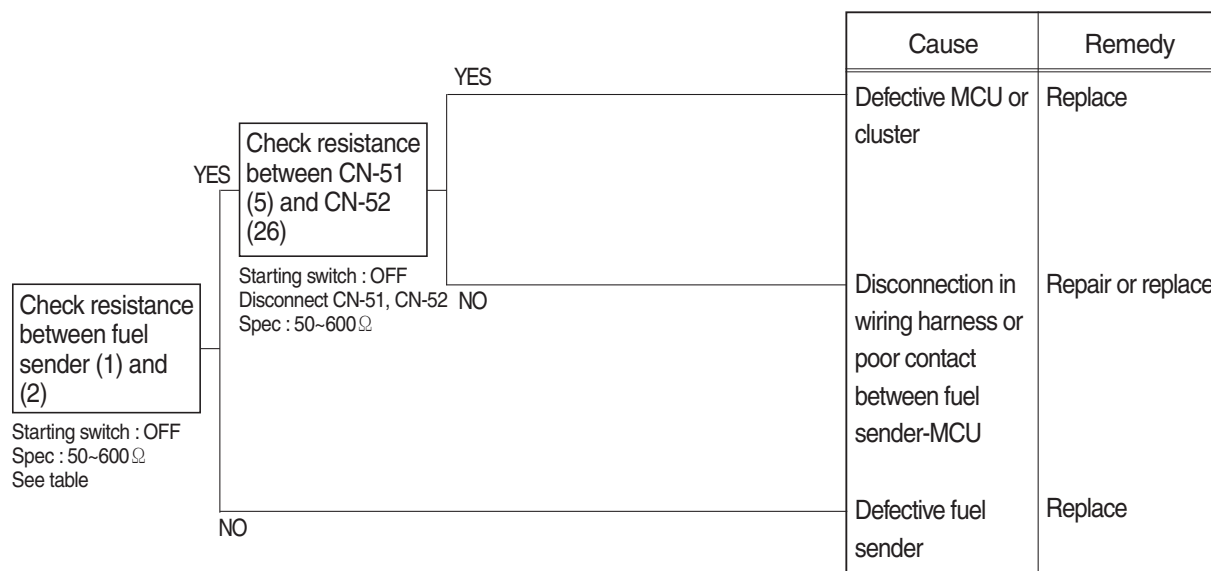 Cause
Remedy
YES
Defective MCU or
cluster
Replace
YES
Check resistance
between CN-51
(5) and CN-52
(26)
Starting switch : OFF
Disconnect CN-51, CN-52
Spec : 50~600Ω
NO
Disconnection in
wiring harness or
poor contact
between fuel
sender-MCU
Repair or replace
Check resistance
between fuel
sender (1) and
(2)
Starting switch : OFF
Spec : 50~600Ω
See table
NO
Defective fuel
sender
Replace